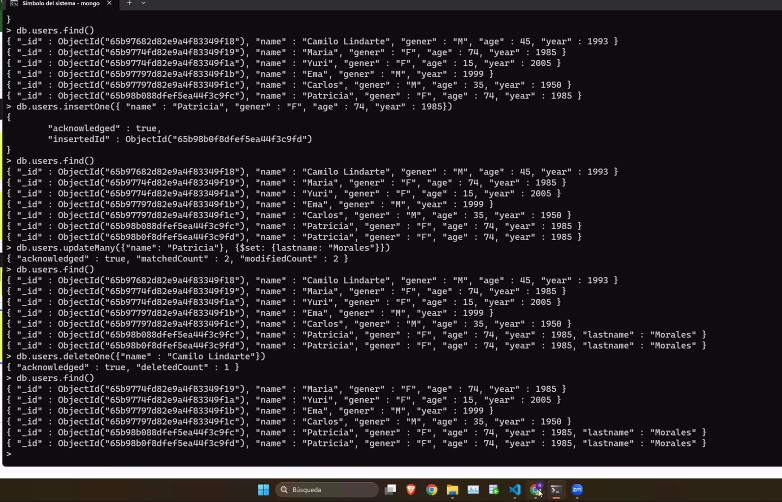 Símbolo del sistema - mongo
}
> db.users.find()
{ "_id" : ObjectId("65b97682d82e9a4f83349f18"), "name" : "Camilo Lindarte", "gener" : "M", "age" : 45, "year" : 1993 }
{ "_id" : ObjectId("65b9774fd82e9a4f83349f19"), "name" : "Maria", "gener" : "F", "age" : 74, "year" : 1985 }
{ "_id" : ObjectId("65b9774fd82e9a4f83349f1a"), "name" : "Yuri", "gener" : "F", "age" : 15, "year" : 2005 }
{ "_id" : ObjectId("65b97797d82e9a4f83349f1b"), "name" : "Ema", "gener" : "M", "year" : 1999 }
{ "_id" : ObjectId("65b97797d82e9a4f83349f1c"), "name" : "Carlos", "gener" : "M", "age" : 35, "year" : 1950 }
{ "_id" : ObjectId("65b98b088dfef5ea44f3c9fc"), "name" : "Patricia", "gener" : "F", "age" : 74, "year" : 1985 }
> db.users.insertOne({ "name" : "Patricia", "gener" : "F", "age" : 74, "year" : 1985})
{
"acknowledged" : true,
"insertedId" : ObjectId("65b98b0f8dfef5ea44f3c9fd")
}
> db.users.find()
{ "_id" : ObjectId("65b97682d82e9a4f83349f18"), "name" : "Camilo Lindarte", "gener" : "M", "age" : 45, "year" : 1993 }
{ "_id" : ObjectId("65b9774fd82e9a4f83349f19"), "name" : "Maria", "gener" : "F", "age" : 74, "year" : 1985 }
{ "_id" : ObjectId("65b9774fd82e9a4f83349f1a"), "name" : "Yuri", "gener" : "F", "age" : 15, "year" : 2005 }
{ "_id" : ObjectId("65b97797d82e9a4f83349f1b"), "name" : "Ema", "gener" : "M", "year" : 1999 }
{ "_id" : ObjectId("65b97797d82e9a4f83349f1c"), "name" : "Carlos", "gener" : "M", "age" : 35, "year" : 1950 }
{ "_id" : ObjectId("65b98b088dfef5ea44f3c9fc"), "name" : "Patricia", "gener" : "F", "age" : 74, "year" : 1985 }
{ "_id" : ObjectId("65b98b0f8dfef5ea44f3c9fd"), "name" : "Patricia", "gener" : "F", "age" : 74, "year" : 1985 }
> db.users.updateMany({"name": "Patricia"}, {$set: {lastname: "Morales"}})
{ "acknowledged" : true, "matchedCount" : 2, "modifiedCount" : 2 }
> db.users.find()
{ "_id" : ObjectId("65b97682d82e9a4f83349f18"), "name" : "Camilo Lindarte", "gener" : "M", "age" : 45, "year" : 1993 }
{ "_id" : ObjectId("65b9774fd82e9a4f83349f19"), "name" : "Maria", "gener" : "F", "age" : 74, "year" : 1985 }
{ "_id" : ObjectId("65b9774fd82e9a4f83349f1a"), "name" : "Yuri", "gener" : "F", "age" : 15, "year" : 2005 }
{ "_id" : ObjectId("65b97797d82e9a4f83349f1b"), "name" : "Ema", "gener" : "M", "year" : 1999 }
{ "_id" : ObjectId("65b97797d82e9a4f83349f1c"), "name" : "Carlos", "gener" : "M", "age" : 35, "year" : 1950 }
{ "_id" : ObjectId("65b98b088dfef5ea44f3c9fc"), "name" : "Patricia", "gener" : "F", "age" : 74, "year" : 1985, "lastname" : "Morales" }
{ "_id" : ObjectId("65b98b0f8dfef5ea44f3c9fd"), "name" : "Patricia", "gener" : "F", "age" : 74, "year" : 1985, "lastname" : "Morales" }
> db.users.deleteOne({"name" : "Camilo Lindarte"})
{ "acknowledged" : true, "deletedCount" : 1 }
> db.users.find()
{ "_id" : ObjectId("65b9774fd82e9a4f83349f19"), "name" : "Maria", "gener" : "F", "age" : 74, "year" : 1985 }
{ "_id" : ObjectId("65b9774fd82e9a4f83349f1a"), "name" : "Yuri", "gener" : "F", "age" : 15, "year" : 2005 }
{ "_id" : ObjectId("65b97797d82e9a4f83349f1b"), "name" : "Ema", "gener" : "M", "year" : 1999 }
{ "_id" : ObjectId("65b97797d82e9a4f83349f1c"), "name" : "Carlos", "gener" : "M", "age" : 35, "year" : 1950 }
{ "_id" : ObjectId("65b98b088dfef5ea44f3c9fc"), "name" : "Patricia", "gener" : "F", "age" : 74, "year" : 1985, "lastname" : "Morales" }
{ "_id" : ObjectId("65b98b0f8dfef5ea44f3c9fd"), "name" : "Patricia", "gener" : "F", "age" : 74, "year" : 1985, "lastname" : "Morales" }
>
Búsqueda